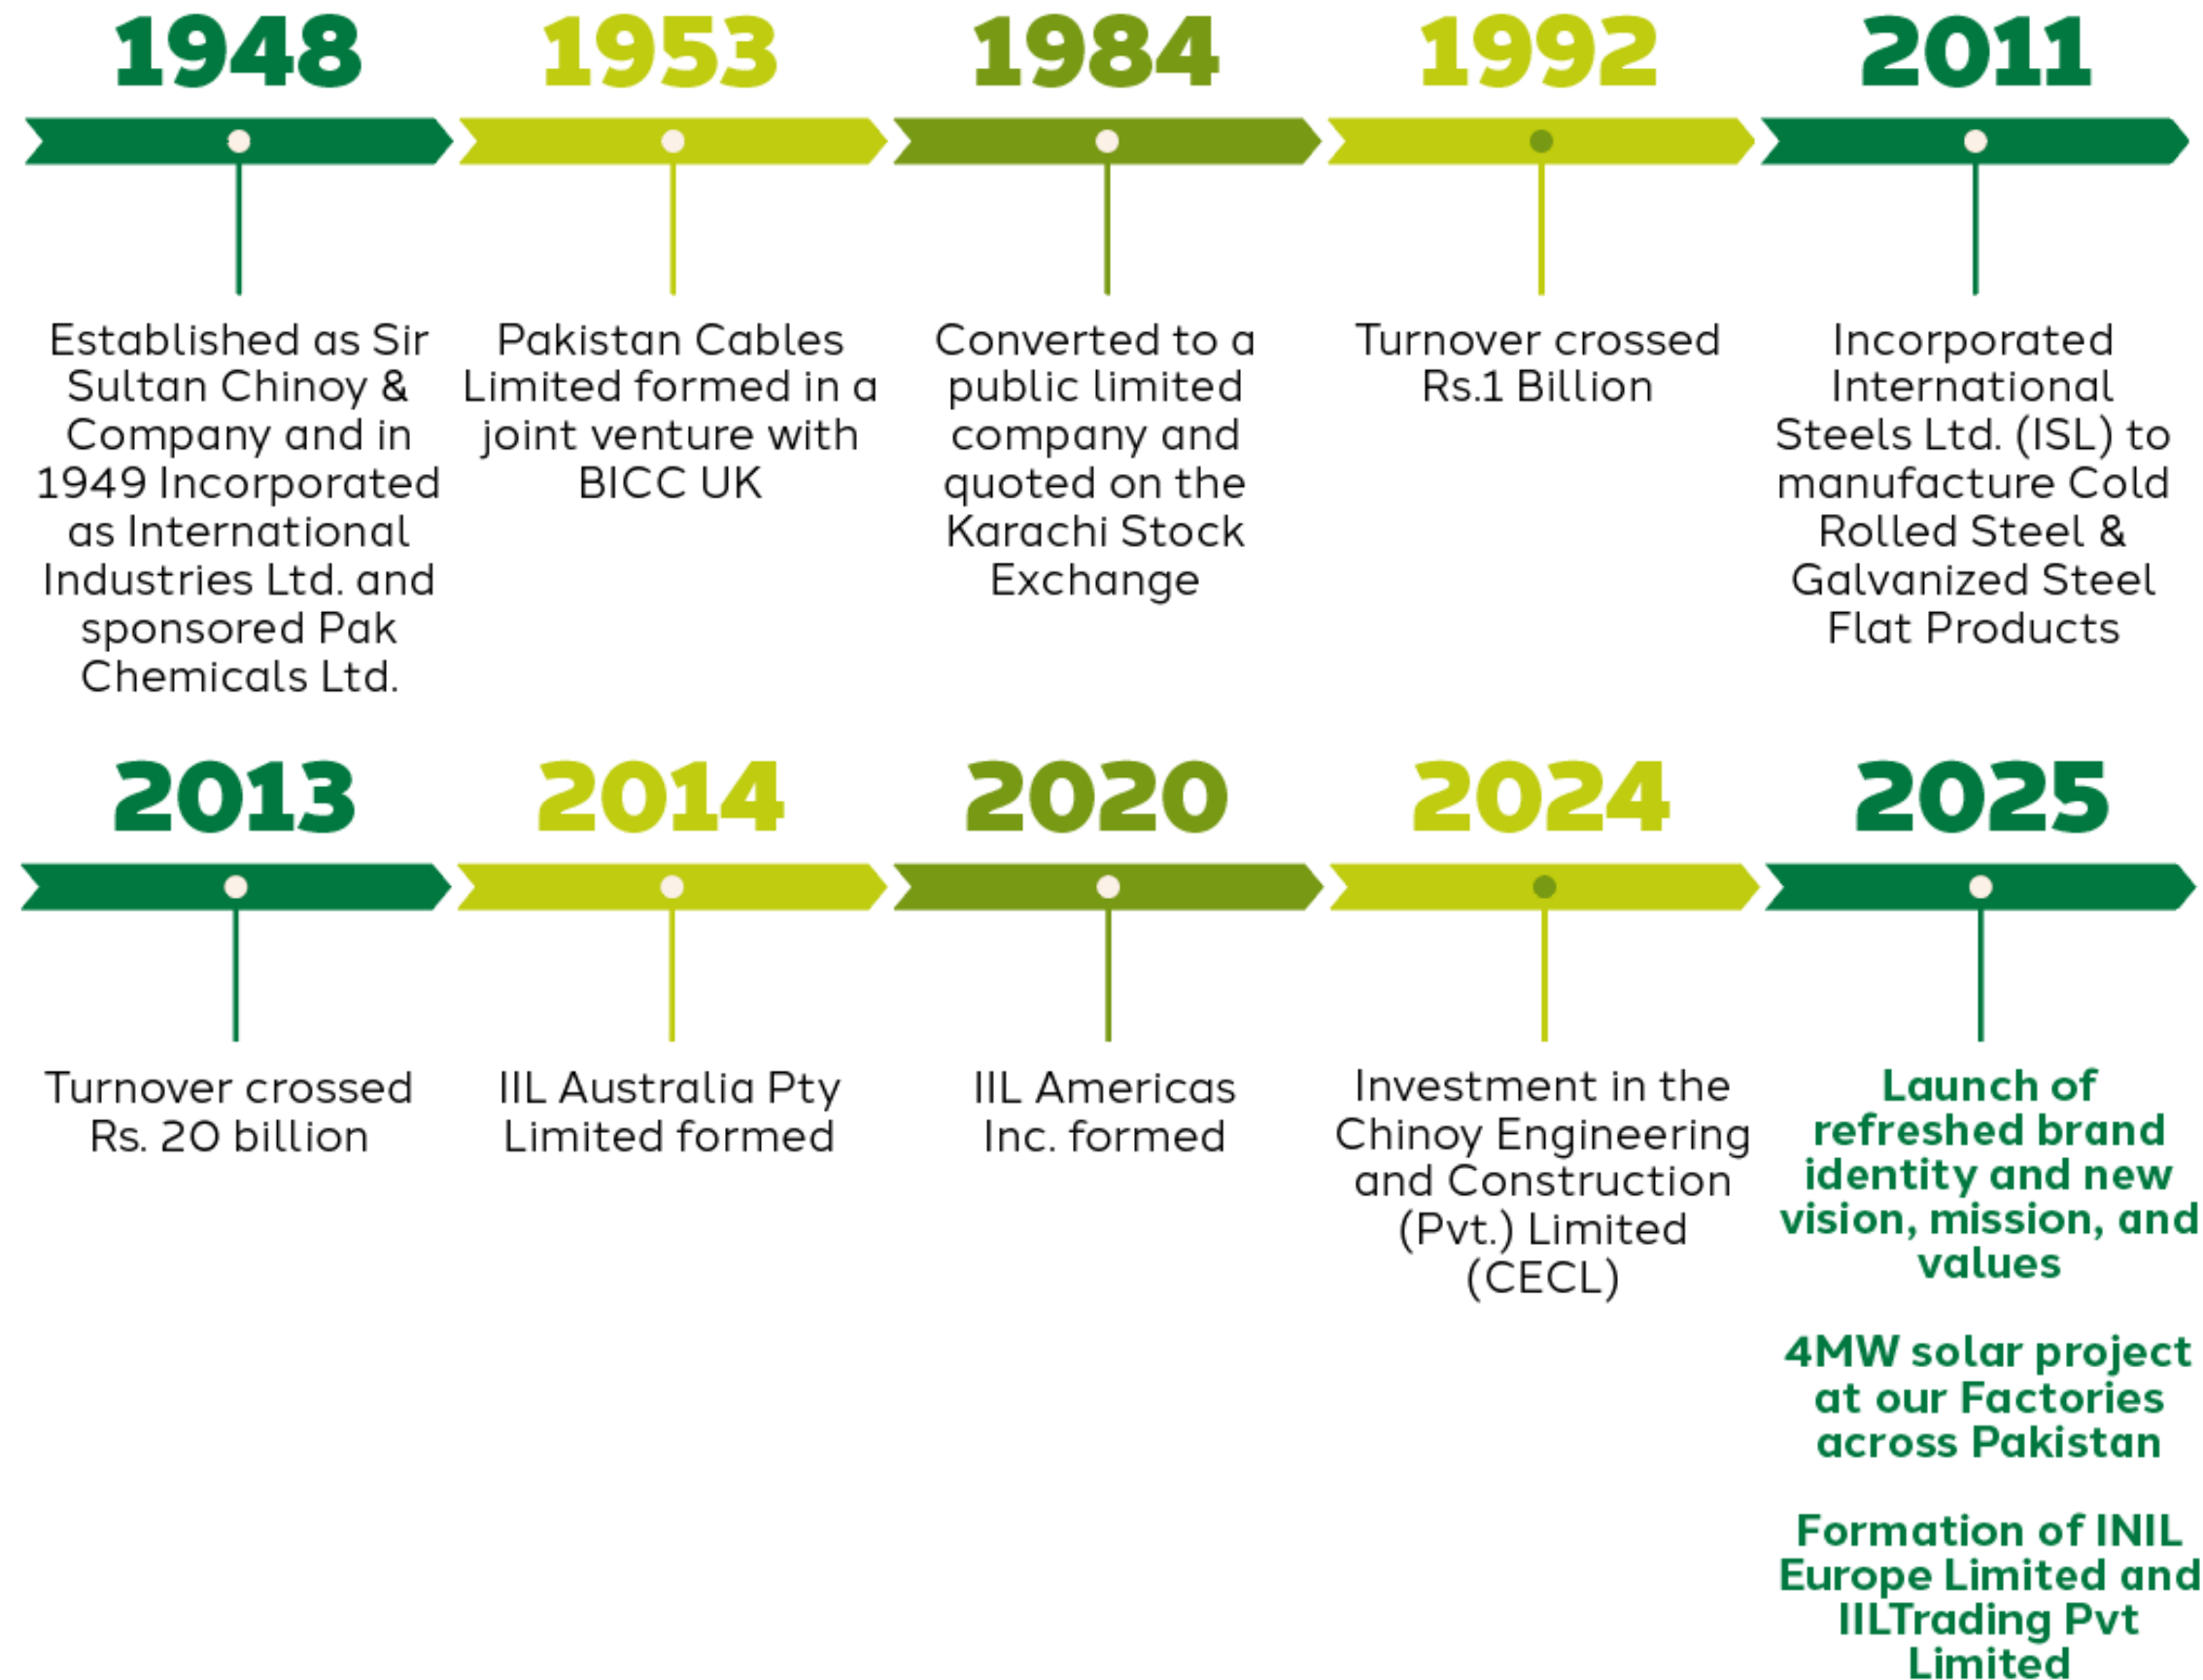 1948
Established as Sir
Sultan Chinoy &
Company and in
1949 Incorporated
as International
Industries Ltd. and
sponsored Pak
Chemicals Ltd.
1953
Pakistan Cables
Limited formed in a
joint venture with
BICC UK
1984
Converted to a
public limited
company and
quoted on the
Karachi Stock
Exchange
1992
Turnover crossed
Rs.1 Billion
2011
Incorporated
International
Steels Ltd. (ISL) to
manufacture Cold
Rolled Steel &
Galvanized Steel
Flat Products
2013
Turnover crossed
Rs. 20 billion
2014
IIL Australia Pty
Limited formed
2020
IIL Americas
Inc. formed
2024
Investment in the
Chinoy Engineering
and Construction
(Pvt.) Limited
(CECL)
2025
Launch of
refreshed brand
identity and new
vision, mission, and
values
4MW solar project
at our Factories
across Pakistan
Formation of INIL
Europe Limited and
IILTrading Pvt
Limited